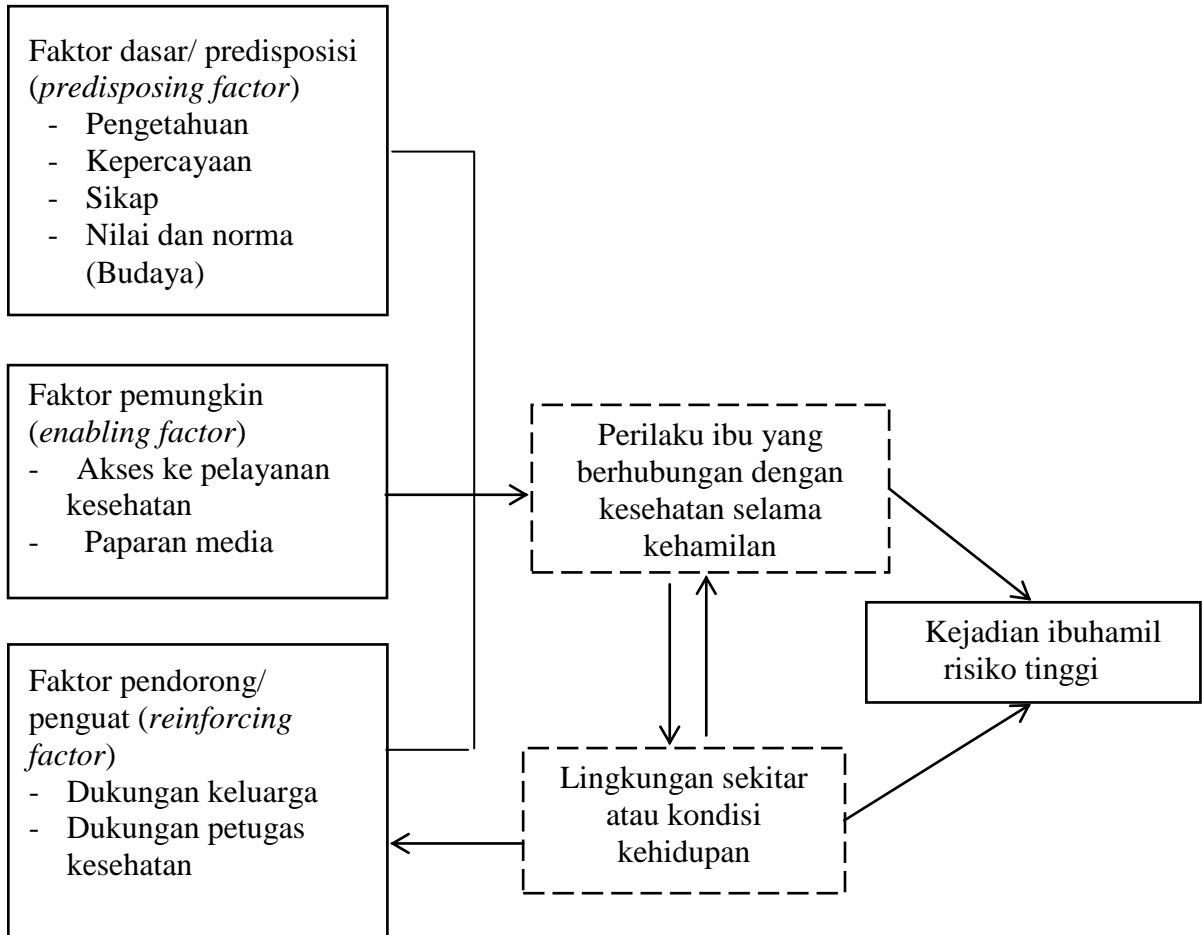 Faktor dasar/ predisposisi
(predisposing factor)
- Pengetahuan
- Kepercayaan
- Sikap
- Nilai dan norma
(Budaya)
Faktor pemungkin
(enabling factor)
- Akses ke pelayanan
kesehatan
- Paparan media
Faktor pendorong/
penguat (reinforcing
factor)
- Dukungan keluarga
- Dukungan petugas
kesehatan
Perilaku ibu yang
berhubungan dengan
kesehatan selama
kehamilan
Lingkungan sekitar
atau kondisi
kehidupan
Kejadian ibuhamil
risiko tinggi